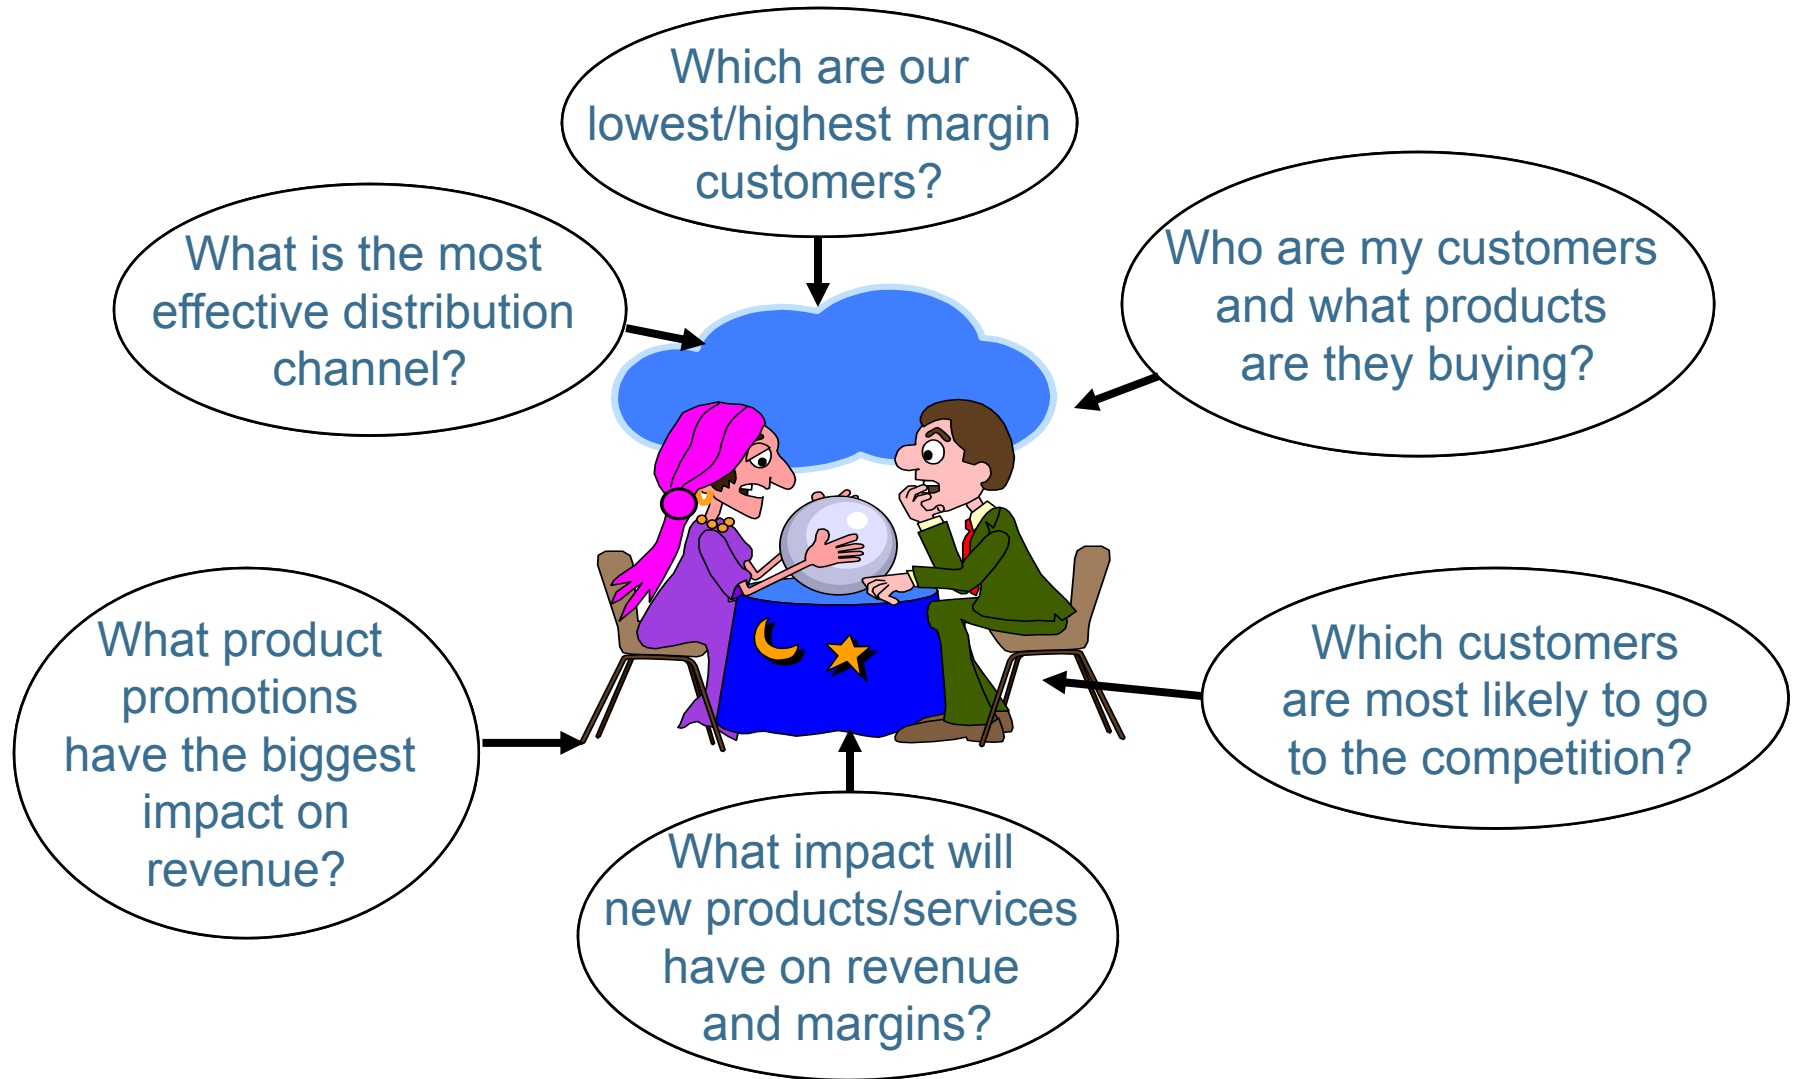 Which are our
lowest/highest margin
customers?
What is the most
effective distribution
channel?
Who are my customers
and what products
are they buying?
What product
promotions
have the biggest
impact on
revenue?
Which customers
are most likely to go
to the competition?
What impact will
new products/services
have on revenue
and margins?